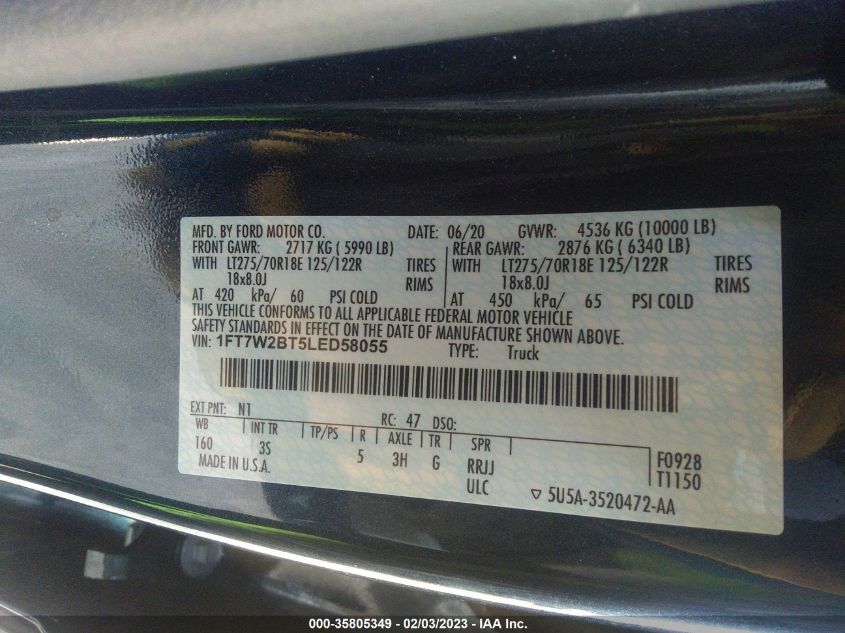 MFD. BY FORD MOTOR CO. DATE: 06/20 GVWR: 4536 KG (10000 LB)
FRONT GAWR: 2717 KG ( 5990 LB) REAR GAWR: 2876 KG ( 6340 LB)
WITH LT275/70R18E 125/122R TIRES WITH LT275/70R18E 125/122R TIRES
18x8.0J RIMS 18x8.0J RIMS
AT 420 kPa/ 60 PSI COLD AT 450 kPa/ 65 PSI COLD
THIS VEHICLE CONFORMS TO ALL APPLICABLE FEDERAL MOTOR VEHICLE
SAFETY STANDARDS IN EFFECT ON THE DATE OF MANUFACTURE SHOWN ABOVE.
VIN: 1FT7W2BT5LED58055 TYPE: Truck
EXT PNT: N1 RC: 47 DSO:
WB INT TR TP/PS R AXLE TR SPR
160 3S 5 3H G RRJJ F0928
MADE IN U.S.A. ULC T1150
5U5A-3520472-AA
000-35805349 - 02/03/2023 - IAA Inc.